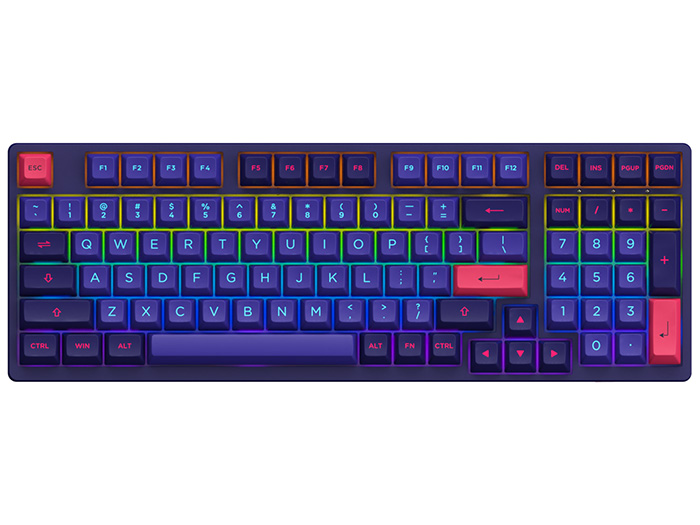 ESC F1 F2 F3 F4 F5 F6 F7 F8 F9 F10 F11 F12 DEL INS PGUP PGDN
~ ! @ # $ % ^ & * ( ) — + NUM / * -
` 1 2 3 4 5 6 7 8 9 0 - =
Q W E R T Y U I O P { } | 7 8 9 +
[ ] \
A S D F G H J K L : " 4 5 6
; '
Z X C V B N M < > ? 1 2 3
, . /
CTRL WIN ALT ALT FN CTRL 0 .